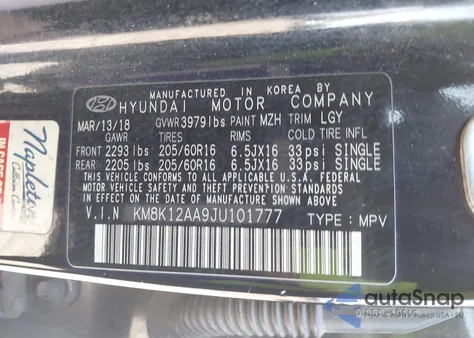 MANUFACTURED IN KOREA BY
HYUNDAI MOTOR COMPANY
MAR/13/18 GVWR 3979 lbs PAINT MZH TRIM LGY
GAWR TIRES RIMS COLD TIRE INFL
FRONT 2293 lbs 205/60R16 6.5JX16 33psi SINGLE
REAR 2205 lbs 205/60R16 6.5JX16 33psi SINGLE
THIS VEHICLE CONFORMS TO ALL APPLICABLE U.S.A. FEDERAL
MOTOR VEHICLE SAFETY AND THEFT PREVENTION STANDARDS
IN EFFECT ON THE DATE OF MANUFACTURE SHOWN ABOVE.
V.I.N KM8K12AA9JU101777 TYPE : MPV
Napleton
autoSnap